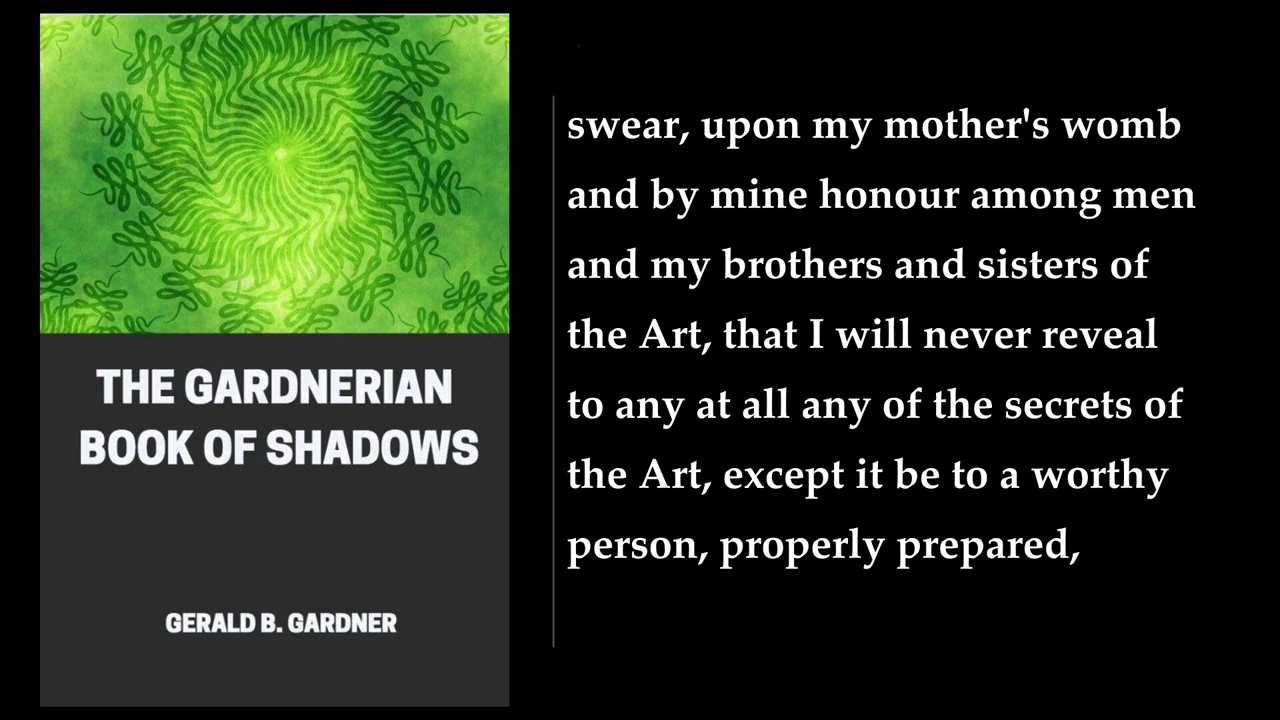 THE GARDNERIAN
BOOK OF SHADOWS
GERALD B. GARDNER
swear, upon my mother's womb
and by mine honour among men
and my brothers and sisters of
the Art, that I will never reveal
to any at all any of the secrets of
the Art, except it be to a worthy
person, properly prepared,